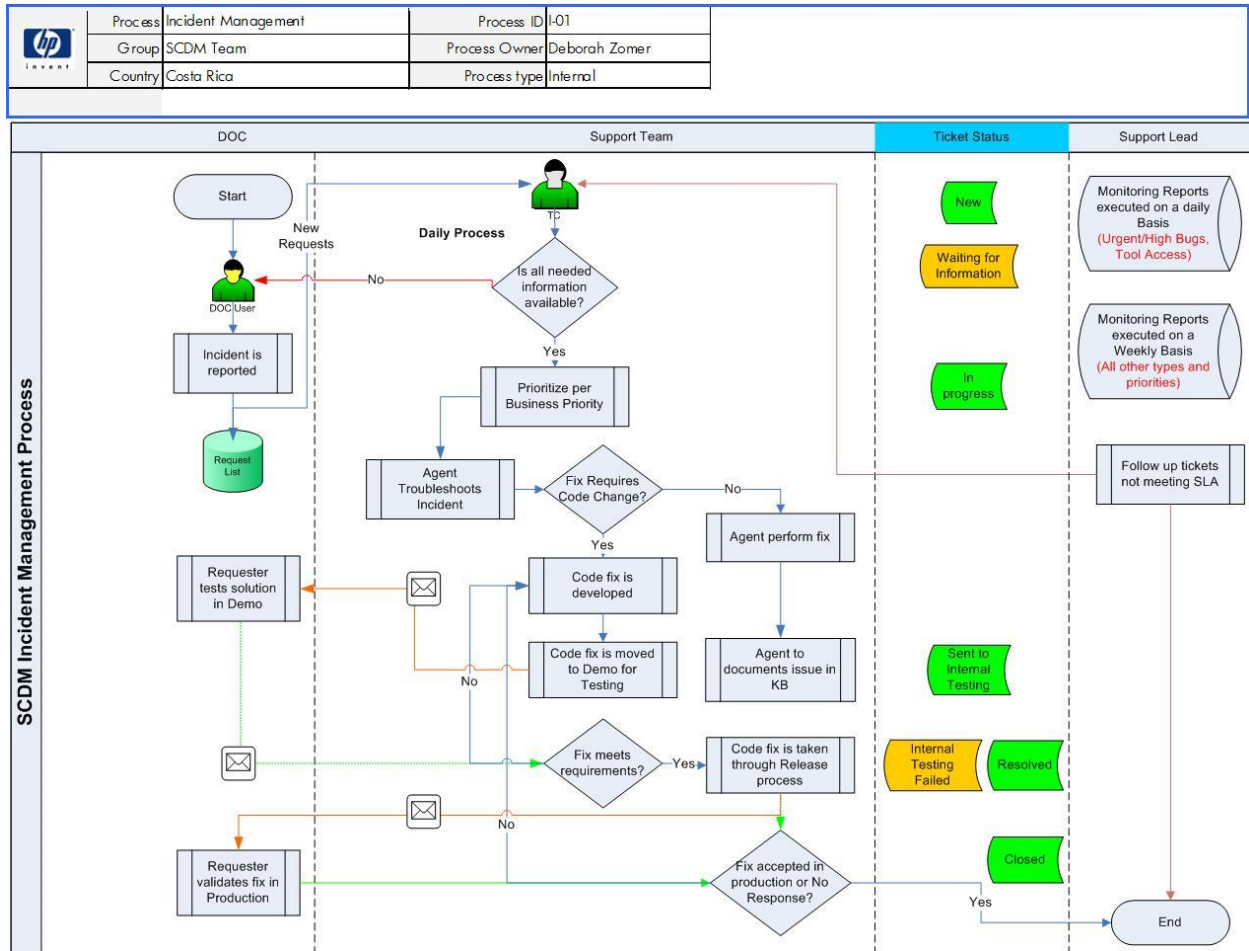 hp
invent
Process Incident Management Process ID I-01
Group SCDM Team Process Owner Deborah Zomer
Country Costa Rica Process type Internal
DOC Support Team Ticket Status Support Lead
SCDM Incident Management Process
Start
New
Requests
DOC User
Incident is
reported
Request
List
TC
Daily Process
Is all needed
information
available?
No
Yes
Prioritize per
Business Priority
Agent
Troubleshoots
Incident
Fix Requires
Code Change?
No
Yes
Agent perform fix
Code fix is
developed
Agent to
documents issue in
KB
Code fix is moved
to Demo for
Testing
Requester
tests solution
in Demo
No
Fix meets
requirements?
Yes
Code fix is taken
through Release
process
No
Requester
validates fix in
Production
Fix accepted in
production or No
Response?
Yes
New
Waiting for
Information
In
progress
Sent to
Internal
Testing
Internal
Testing
Failed
Resolved
Closed
Monitoring Reports
executed on a daily
Basis
(Urgent/High Bugs,
Tool Access)
Monitoring Reports
executed on a
Weekly Basis
(All other types and
priorities)
Follow up tickets
not meeting SLA
End